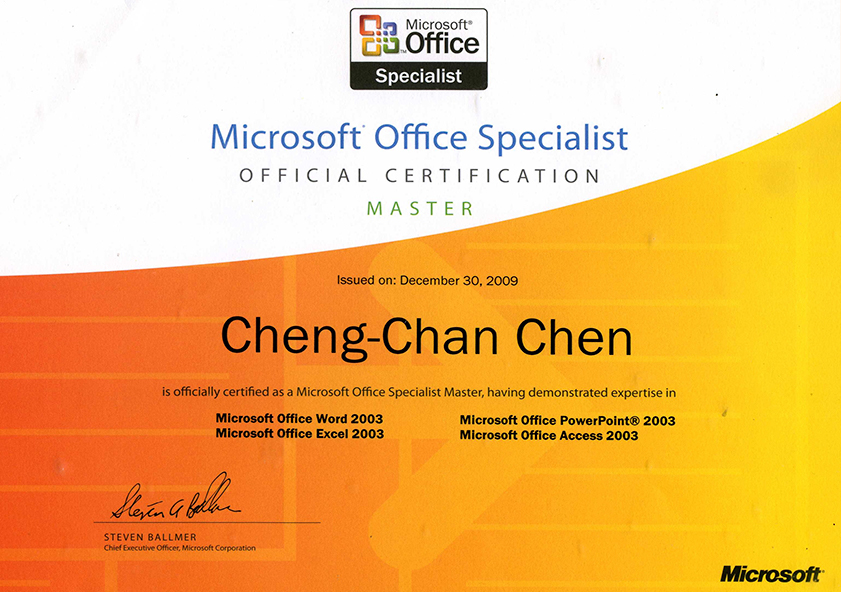 Microsoft®
Office™
Specialist
Microsoft® Office Specialist
OFFICIAL CERTIFICATION
MASTER
Issued on: December 30, 2009
Cheng-Chan Chen
is officially certified as a Microsoft Office Specialist Master, having demonstrated expertise in
Microsoft Office Word 2003
Microsoft Office Excel 2003
Microsoft Office PowerPoint® 2003
Microsoft Office Access 2003
Steven A Ballmer
STEVEN BALLMER
Chief Executive Officer, Microsoft Corporation
Microsoft®